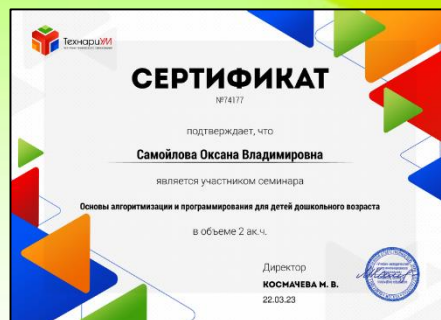 ТехнариУМ
СЕРТИФИКАТ
№74177
подтверждает, что
Самойлова Оксана Владимировна
является участником семинара
Основы алгоритмизации и программирования для детей дошкольного возраста
в объеме 2 ак.ч.
Директор
КОСМАЧЕВА М. В.
22.03.23